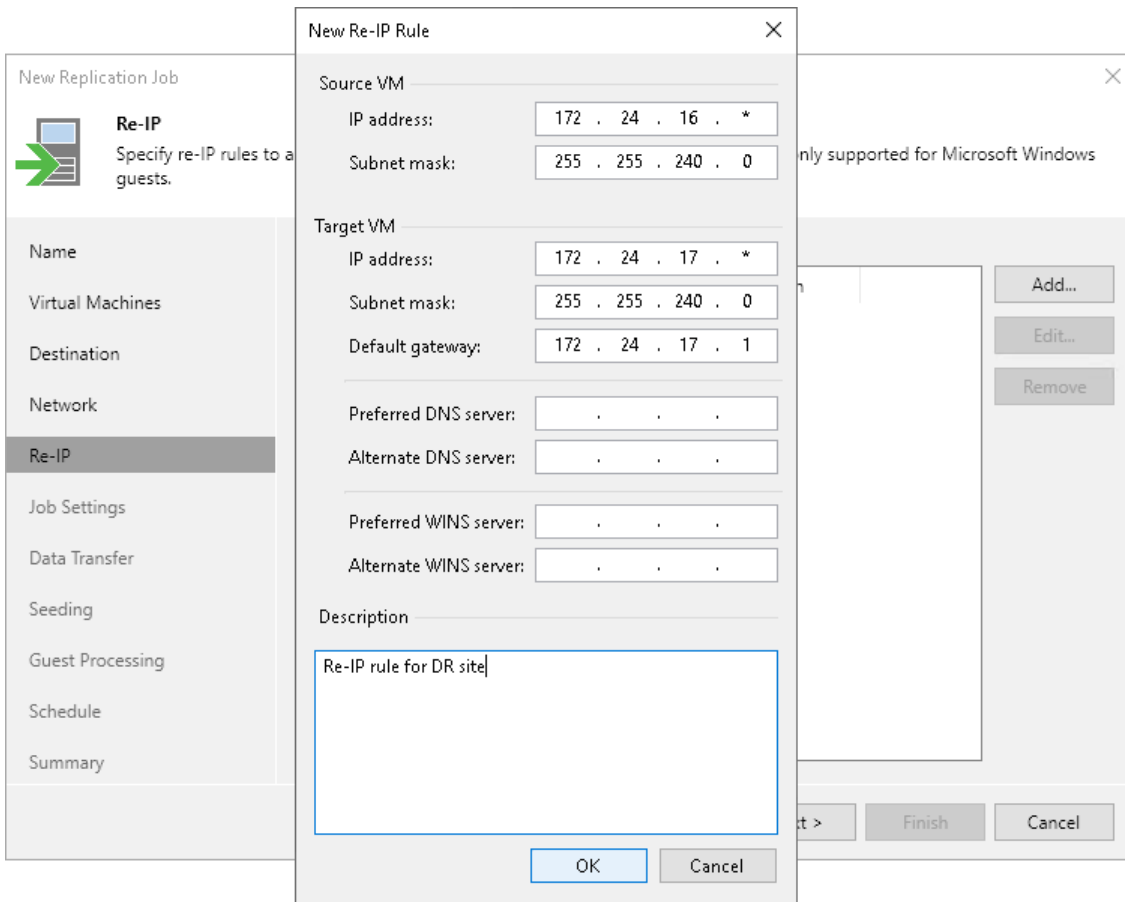 New Re-IP Rule
New Replication Job
Re-IP
Specify re-IP rules to a
nly supported for Microsoft Windows
guests.
Name
Virtual Machines
Destination
Network
Re-IP
Job Settings
Data Transfer
Seeding
Guest Processing
Schedule
Summary
Source VM
IP address: 172 . 24 . 16 . *
Subnet mask: 255 . 255 . 240 . 0
Target VM
IP address: 172 . 24 . 17 . *
Subnet mask: 255 . 255 . 240 . 0
Default gateway: 172 . 24 . 17 . 1
Preferred DNS server: . . .
Alternate DNS server: . . .
Preferred WINS server: . . .
Alternate WINS server: . . .
Description
Re-IP rule for DR site
OK
Cancel
Add...
Edit...
Remove
Finish
Cancel